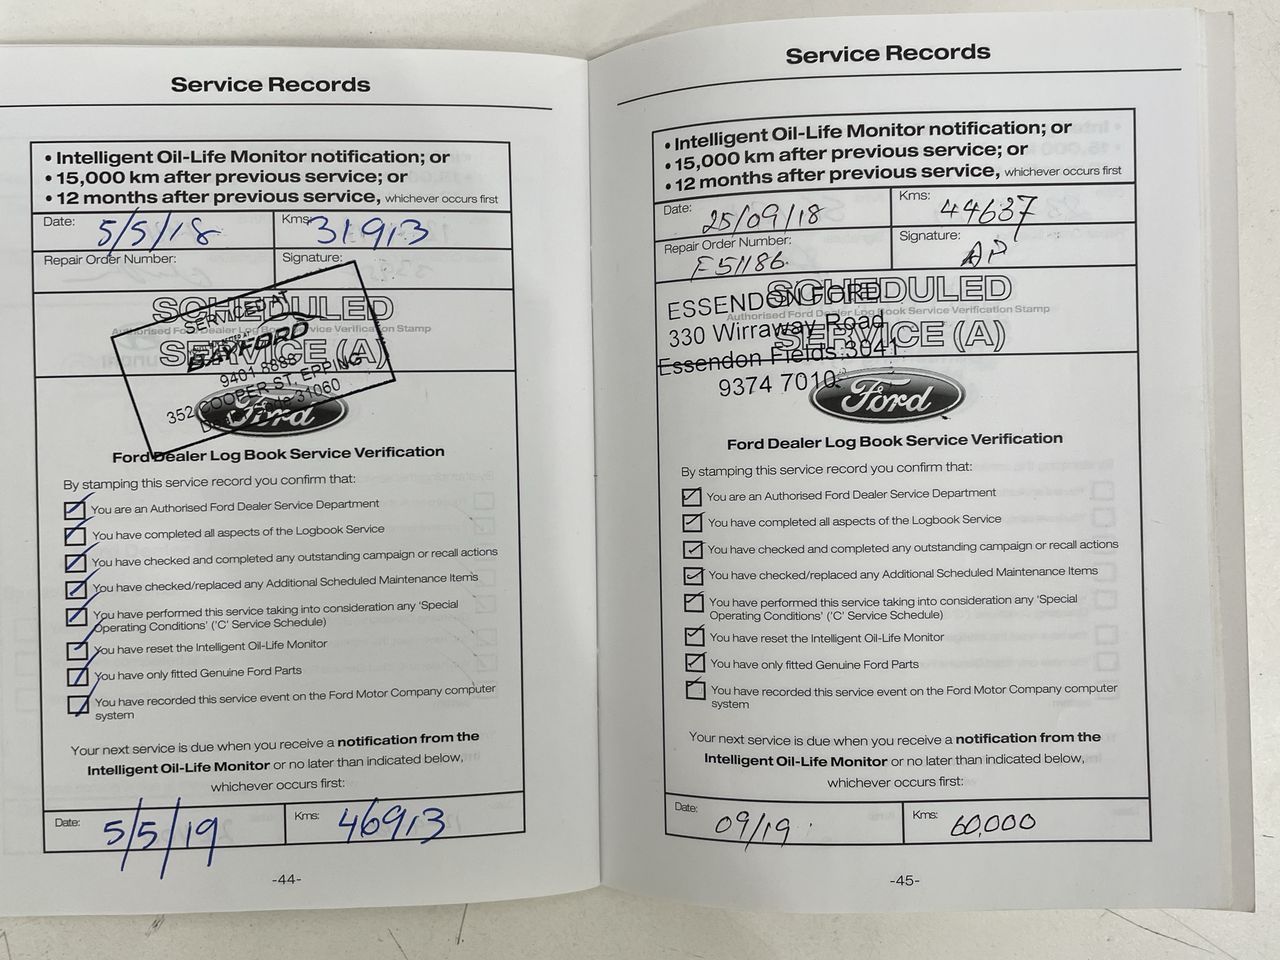 Service Records
• Intelligent Oil-Life Monitor notification; or
• 15,000 km after previous service; or
• 12 months after previous service, whichever occurs first
Date: 5/5/18 Kms: 31913
Repair Order Number: Signature:
SCHEDULED
Authorised Ford Dealer Log Book Service Verification Stamp
SERVICE (A)
SERVICED AT
BAYFORD
9401 8888
352 COOPER ST. EPPING
31060
Ford
Ford Dealer Log Book Service Verification
By stamping this service record you confirm that:
You are an Authorised Ford Dealer Service Department
You have completed all aspects of the Logbook Service
You have checked and completed any outstanding campaign or recall actions
You have checked/replaced any Additional Scheduled Maintenance Items
You have performed this service taking into consideration any 'Special
Operating Conditions' ('C' Service Schedule)
You have reset the Intelligent Oil-Life Monitor
You have only fitted Genuine Ford Parts
You have recorded this service event on the Ford Motor Company computer
system
Your next service is due when you receive a notification from the
Intelligent Oil-Life Monitor or no later than indicated below,
whichever occurs first:
Date: 5/5/19 Kms: 46913
-44-
Service Records
• Intelligent Oil-Life Monitor notification; or
• 15,000 km after previous service; or
• 12 months after previous service, whichever occurs first
Date: 25/09/18 Kms: 44637
Repair Order Number: F51186 Signature: AP
SCHEDULED
Authorised Ford Dealer Log Book Service Verification Stamp
SERVICE (A)
ESSENDON FORD
330 Wirraway Road
Essendon Fields 3041
9374 7010
Ford
Ford Dealer Log Book Service Verification
By stamping this service record you confirm that:
You are an Authorised Ford Dealer Service Department
You have completed all aspects of the Logbook Service
You have checked and completed any outstanding campaign or recall actions
You have checked/replaced any Additional Scheduled Maintenance Items
You have performed this service taking into consideration any 'Special
Operating Conditions' ('C' Service Schedule)
You have reset the Intelligent Oil-Life Monitor
You have only fitted Genuine Ford Parts
You have recorded this service event on the Ford Motor Company computer
system
Your next service is due when you receive a notification from the
Intelligent Oil-Life Monitor or no later than indicated below,
whichever occurs first:
Date: 09/19 Kms: 60,000
-45-